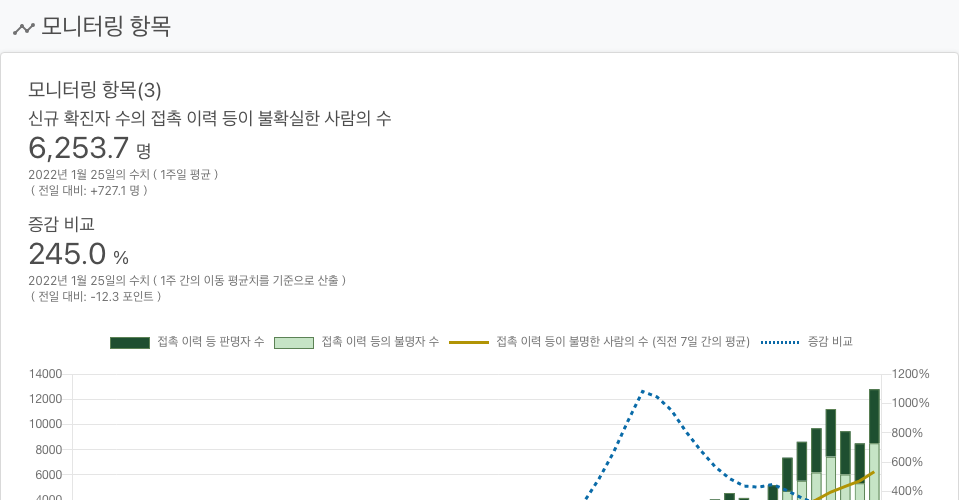 모니터링 항목
모니터링 항목(3)
신규 확진자 수의 접촉 이력 등이 불확실한 사람의 수
6,253.7 명
2022년 1월 25일의 수치 ( 1주일 평균 )
( 전일 대비: +727.1 명 )
증감 비교
245.0 %
2022년 1월 25일의 수치 ( 1주 간의 이동 평균치를 기준으로 산출 )
( 전일 대비: -12.3 포인트 )
접촉 이력 등 판명자 수 접촉 이력 등의 불명자 수 접촉 이력 등이 불명한 사람의 수 (직전 7일 간의 평균) 증감 비교
14000 1200%
12000 1000%
10000 800%
8000 600%
6000 400%
4000